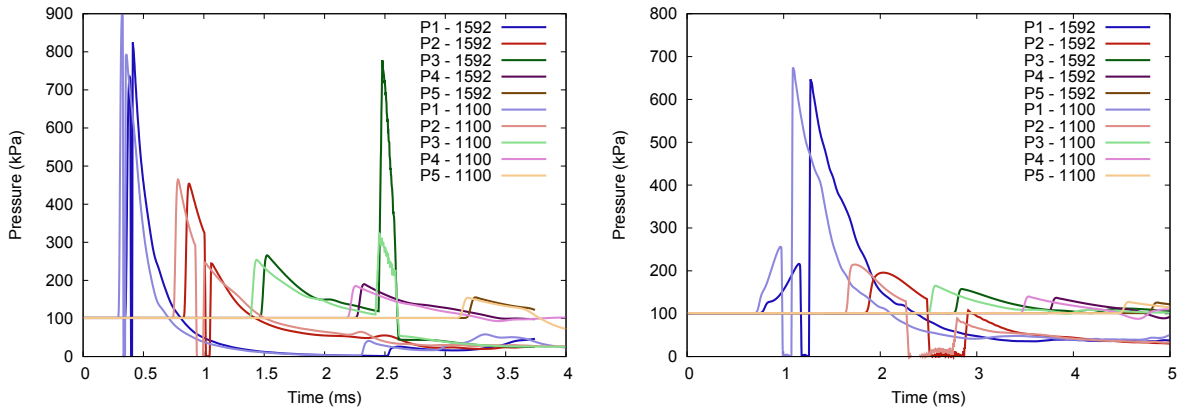 900
800
700
600
500
400
300
200
100
0
Pressure (kPa)
0 0.5 1 1.5 2 2.5 3 3.5 4
Time (ms)
P1 - 1592
P2 - 1592
P3 - 1592
P4 - 1592
P5 - 1592
P1 - 1100
P2 - 1100
P3 - 1100
P4 - 1100
P5 - 1100
800
700
600
500
400
300
200
100
0
Pressure (kPa)
0 1 2 3 4 5
Time (ms)
P1 - 1592
P2 - 1592
P3 - 1592
P4 - 1592
P5 - 1592
P1 - 1100
P2 - 1100
P3 - 1100
P4 - 1100
P5 - 1100